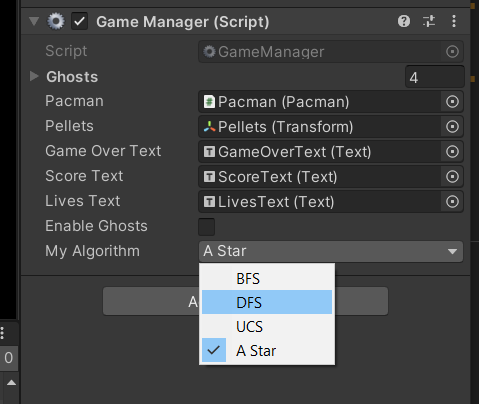 Game Manager (Script)
Script GameManager
Ghosts 4
Pacman Pacman (Pacman)
Pellets Pellets (Transform)
Game Over Text GameOverText (Text)
Score Text ScoreText (Text)
Lives Text LivesText (Text)
Enable Ghosts
My Algorithm A Star
BFS
A
DFS
UCS
A Star
0